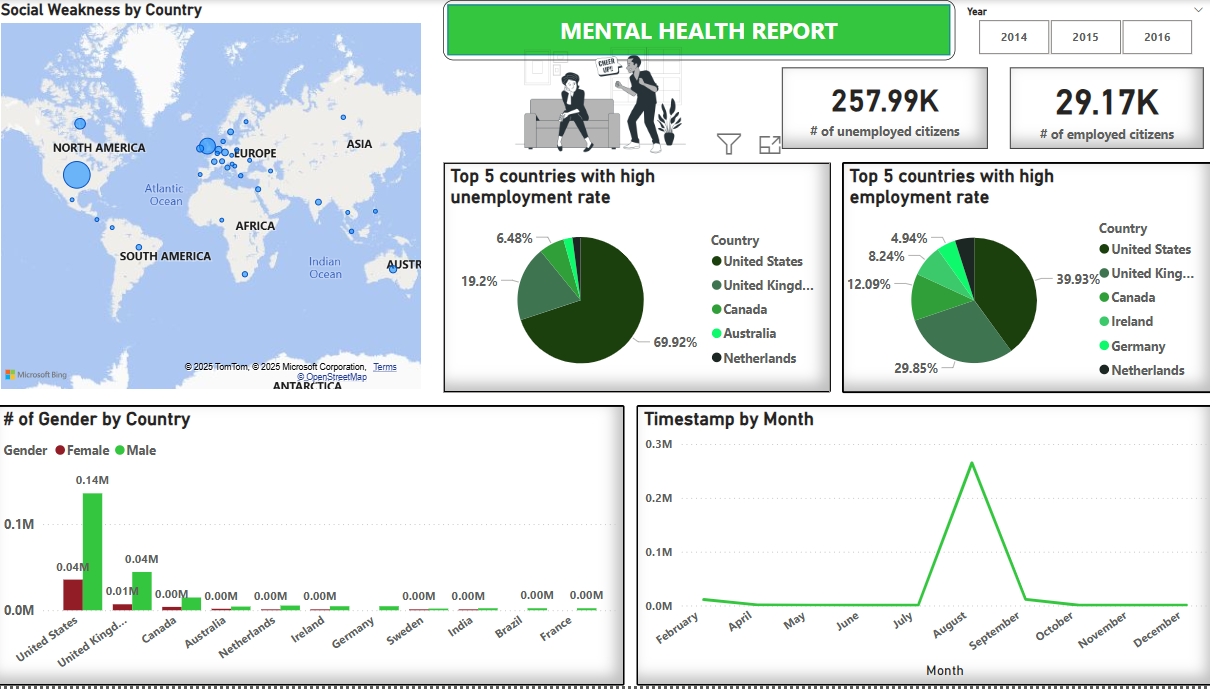 Social Weakness by Country
NORTH AMERICA
EUROPE
ASIA
Atlantic
Ocean
AFRICA
SOUTH AMERICA
Indian
Ocean
AUSTR
Microsoft Bing
© 2025 TomTom, © 2025 Microsoft Corporation, Terms
© OpenStreetMap
ANTARCTICA
MENTAL HEALTH REPORT
CHEER
UP!
Year
2014
2015
2016
257.99K
# of unemployed citizens
29.17K
# of employed citizens
Top 5 countries with high
unemployment rate
6.48%
19.2%
69.92%
Country
United States
United Kingd...
Canada
Australia
Netherlands
Top 5 countries with high
employment rate
4.94%
8.24%
12.09%
39.93%
29.85%
Country
United States
United King...
Canada
Ireland
Germany
Netherlands
# of Gender by Country
Gender Female Male
0.1M
0.0M
0.04M
0.14M
0.01M
0.04M
0.00M
0.00M
0.00M
0.00M
0.00M
0.00M
0.00M
0.00M
United States
United Kingd...
Canada
Australia
Netherlands
Ireland
Germany
Sweden
India
Brazil
France
Timestamp by Month
0.3M
0.2M
0.1M
0.0M
February
April
May
June
July
August
September
October
November
December
Month